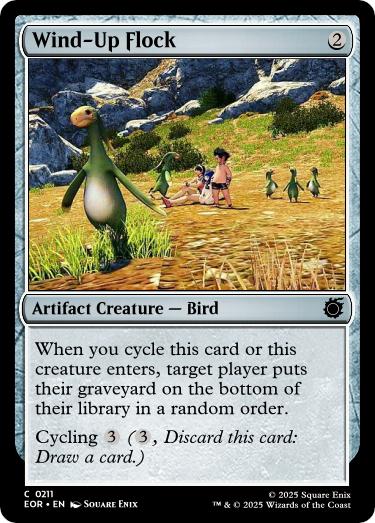 Wind-Up Flock 2
Artifact Creature — Bird
When you cycle this card or this
creature enters, target player puts
their graveyard on the bottom of
their library in a random order.
Cycling 3 (3, Discard this card:
Draw a card.)
C 0211
EOR • EN Square Enix
© 2025 Square Enix
™ & © 2025 Wizards of the Coast